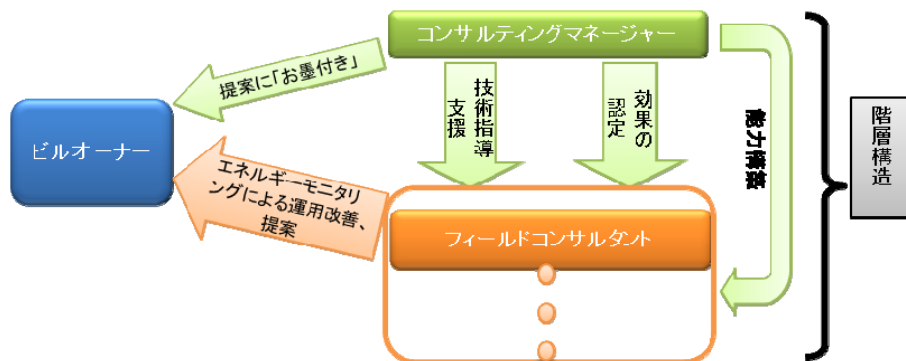 コンサルティングマネージャー
提案に「お墨付き」
技術指導
支援
効果の
認定
能力構築
階層構造
ビルオーナー
エネルギーモニタリ
ングによる運用改善、
提案
フィールドコンサルタント